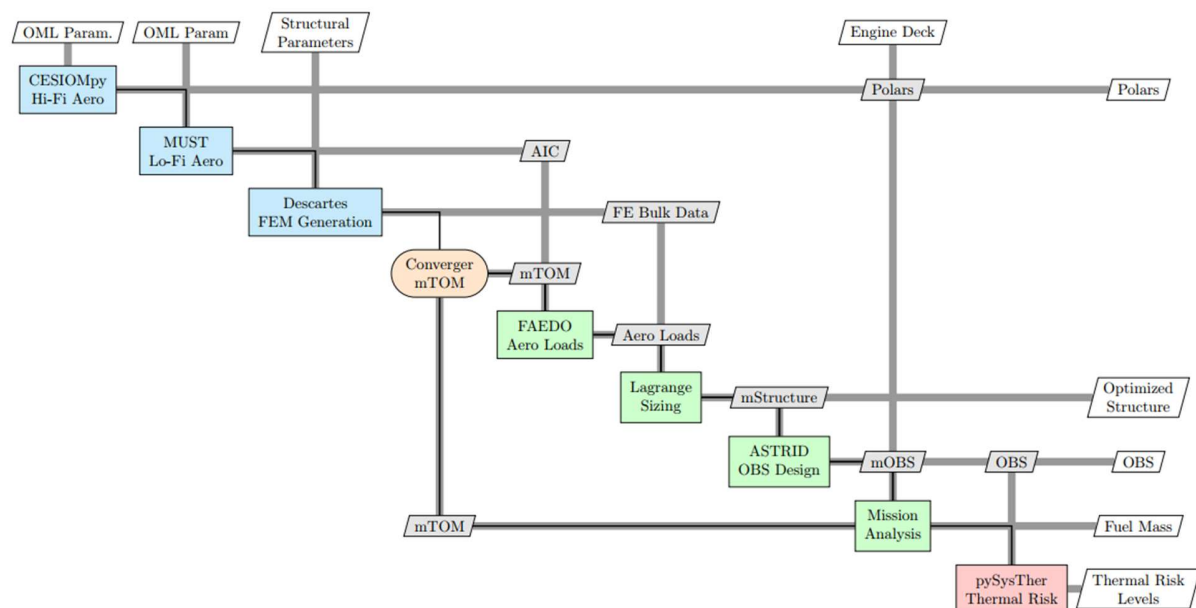 OML Param.
OML Param
Structural
Parameters
Engine Deck
CESIOMpy
Hi-Fi Aero
Polars
Polars
MUST
Lo-Fi Aero
AIC
Descartes
FEM Generation
FE Bulk Data
Converger
mTOM
mTOM
FAEDO
Aero Loads
Aero Loads
Lagrange
Sizing
mStructure
Optimized
Structure
ASTRID
OBS Design
mOBS
OBS
OBS
mTOM
Mission
Analysis
Fuel Mass
pySysTher
Thermal Risk
Thermal Risk
Levels